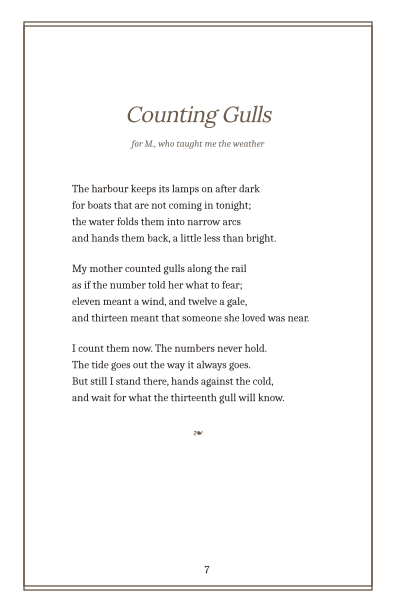 Counting Gulls
for M., who taught me the weather
The harbour keeps its lamps on after dark
for boats that are not coming in tonight;
the water folds them into narrow arcs
and hands them back, a little less than bright.
My mother counted gulls along the rail
as if the number told her what to fear;
eleven meant a wind, and twelve a gale,
and thirteen meant that someone she loved was near.
I count them now. The numbers never hold.
The tide goes out the way it always goes.
But still I stand there, hands against the cold,
and wait for what the thirteenth gull will know.
7